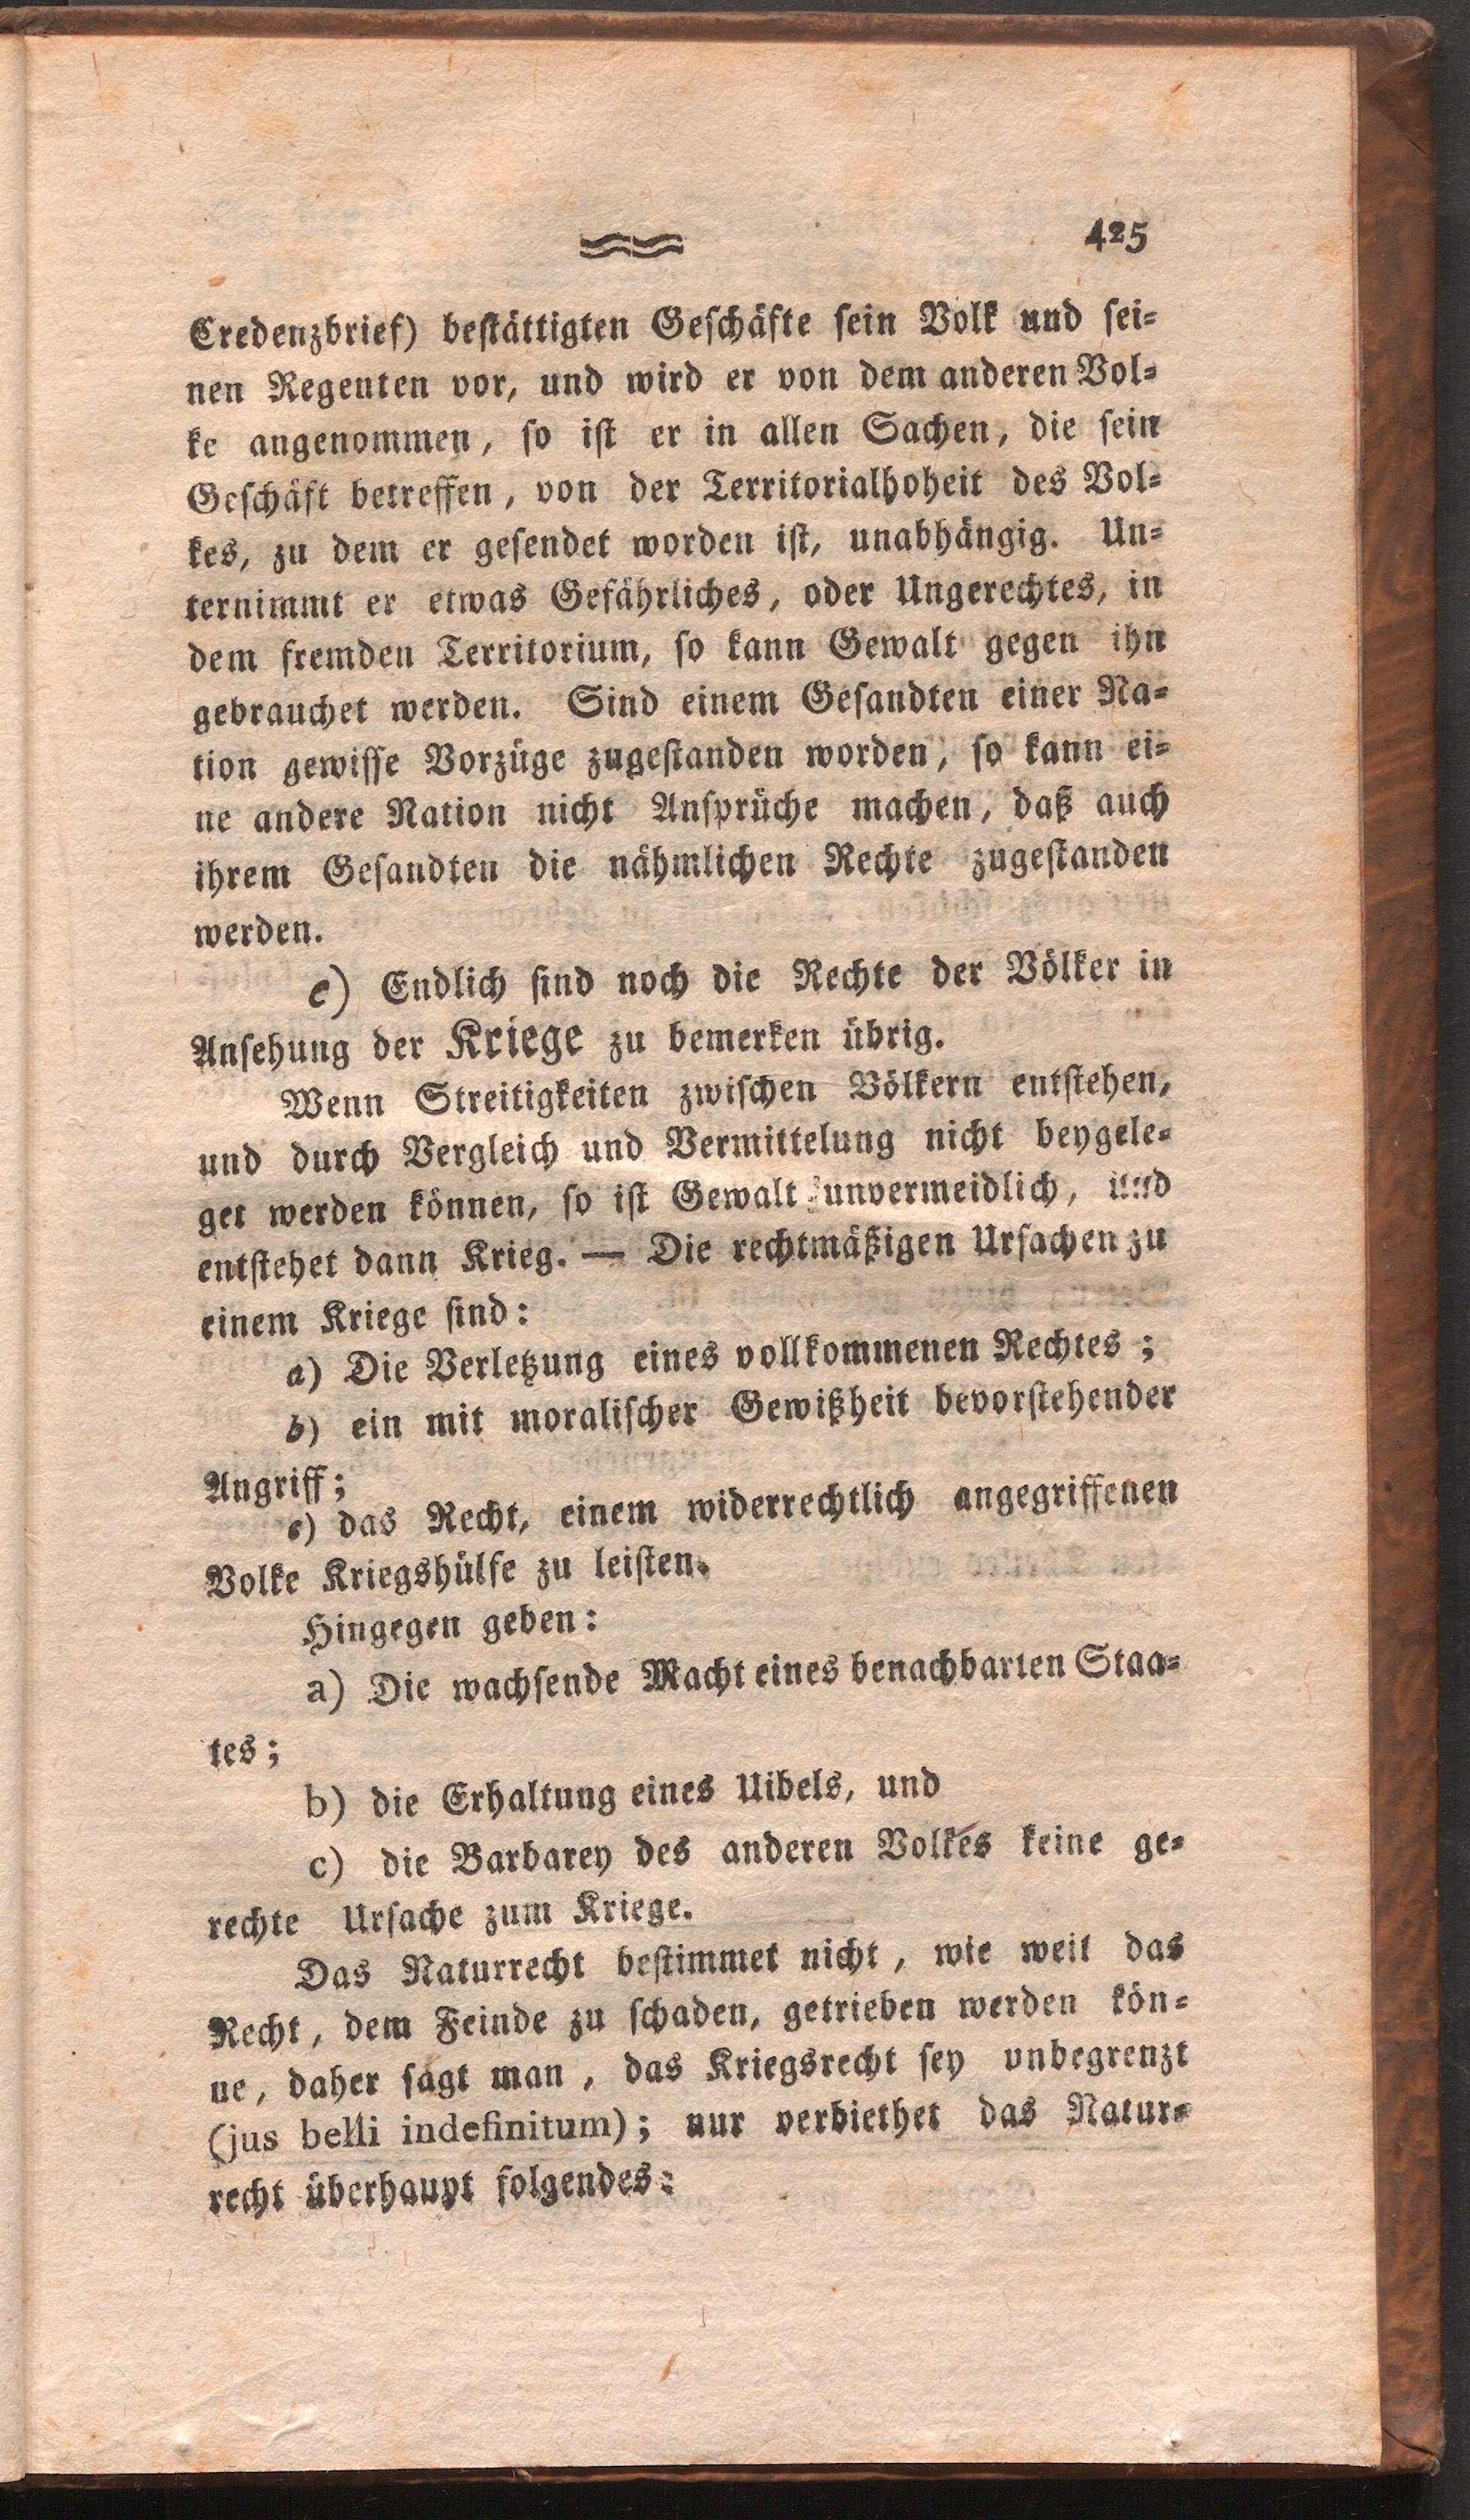 425
Credenzbrief) bestättigten Geschäfte sein Volk und sei-
nen Regenten vor, und wird er von dem anderen Vol-
ke angenommen, so ist er in allen Sachen, die sein
Geschäft betreffen, von der Territorialhoheit des Vol-
kes, zu dem er gesendet worden ist, unabhängig. Un-
ternimmt er etwas Gefährliches, oder Ungerechtes, in
dem fremden Territorium, so kann Gewalt gegen ihn
gebrauchet werden. Sind einem Gesandten einer Na-
tion gewisse Vorzüge zugestanden worden, so kann ei-
ne andere Nation nicht Ansprüche machen, daß auch
ihrem Gesandten die nähmlichen Rechte zugestanden
werden.
e) Endlich sind noch die Rechte der Völker in
Ansehung der Kriege zu bemerken übrig.
Wenn Streitigkeiten zwischen Völkern entstehen,
und durch Vergleich und Vermittelung nicht beygele-
get werden können, so ist Gewalt unvermeidlich, und
entstehet dann Krieg. — Die rechtmäßigen Ursachen zu
einem Kriege sind:
a) Die Verletzung eines vollkommenen Rechtes;
b) ein mit moralischer Gewißheit bevorstehender
Angriff;
c) das Recht, einem widerrechtlich angegriffenen
Volke Kriegshülfe zu leisten.
Hingegen geben:
a) Die wachsende Macht eines benachbarten Staa-
tes;
b) die Erhaltung eines Uibels, und
c) die Barbarey des anderen Volkes keine ge-
rechte Ursache zum Kriege.
Das Naturrecht bestimmet nicht, wie weit das
Recht, dem Feinde zu schaden, getrieben werden kön-
ne, daher sagt man, das Kriegsrecht sey unbegrenzt
(jus belli indefinitum); nur verbiethet das Natur-
recht überhaupt folgendes: